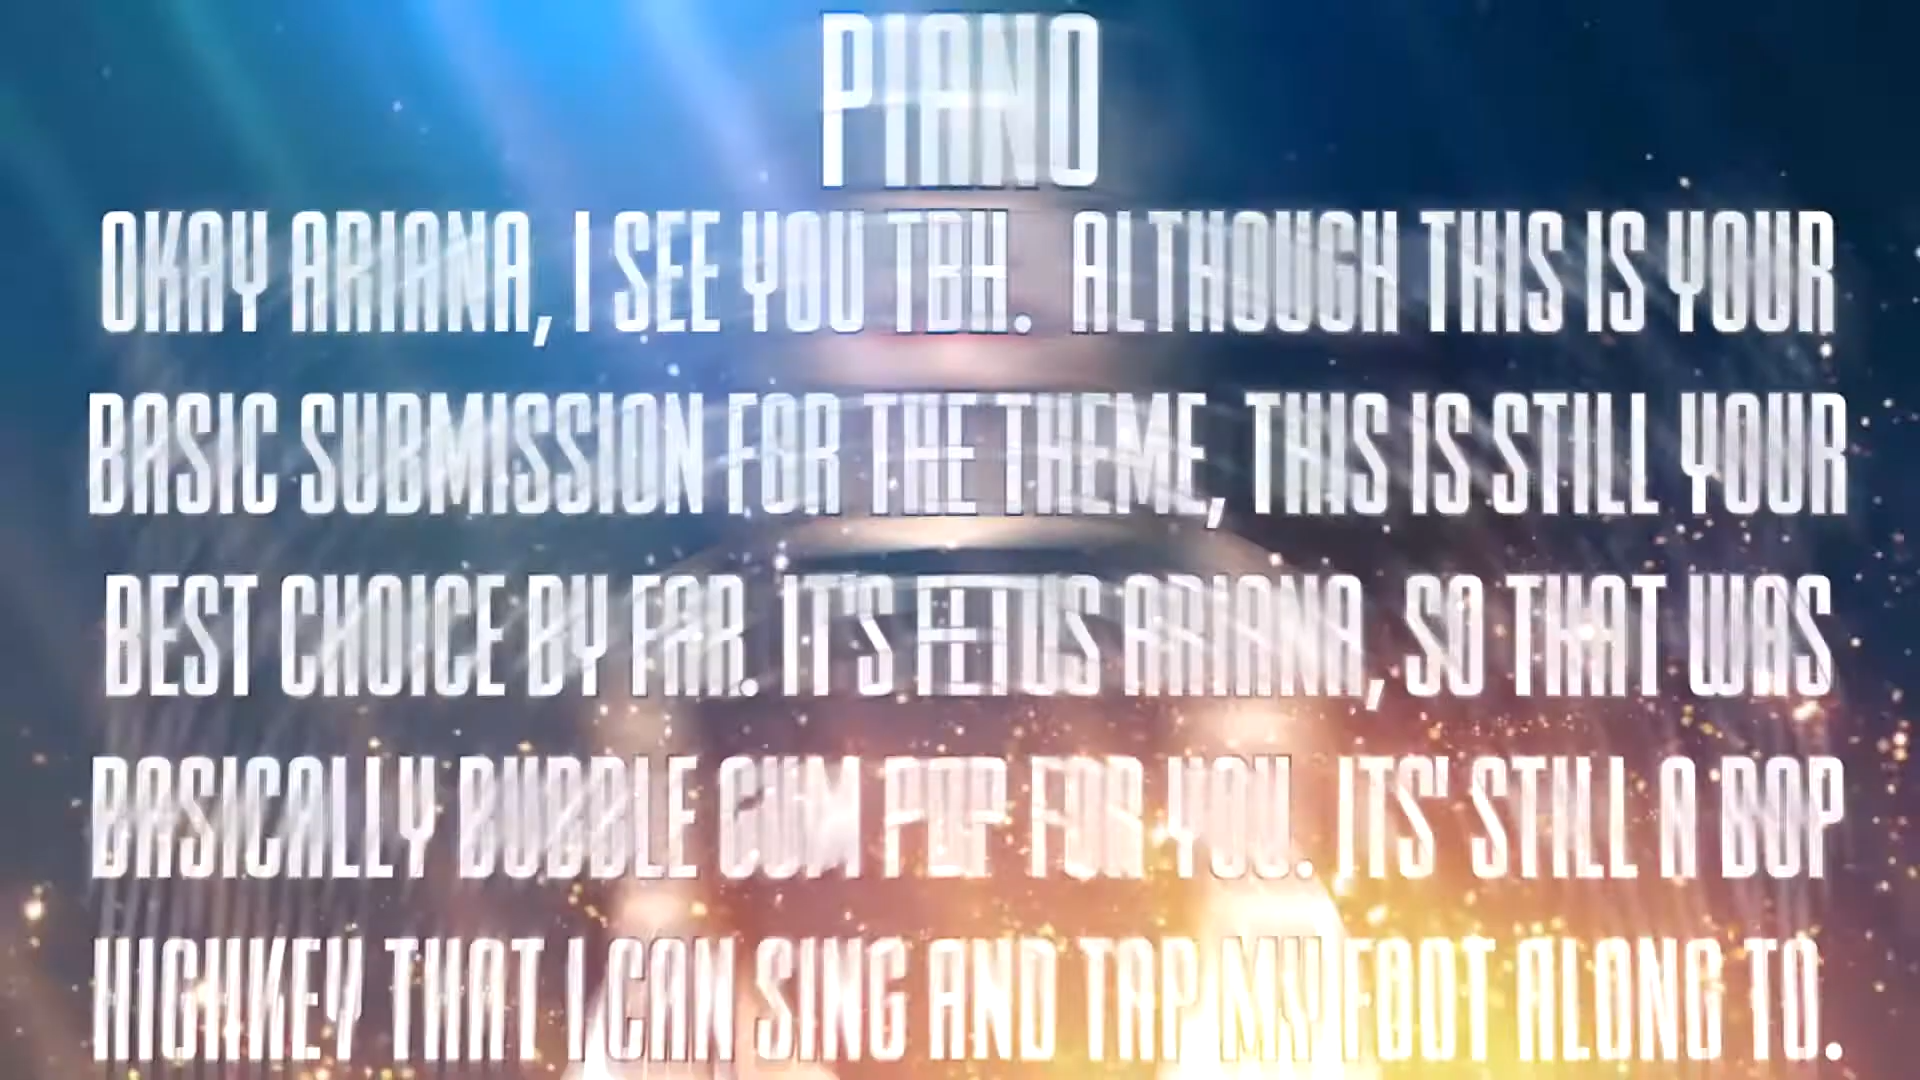 PIANO
OKAY ARIANA, I SEE YOU TBH. ALTHOUGH THIS IS YOUR
BASIC SUBMISSION FOR THE THEME, THIS IS STILL YOUR
BEST CHOICE BY FAR. IT'S FETUS ARIANA, SO THAT WAS
BASICALLY BUBBLE GUM POP FOR YOU. ITS' STILL A BOP
HIGHKEY THAT I CAN SING AND TAP MY FOOT ALONG TO.